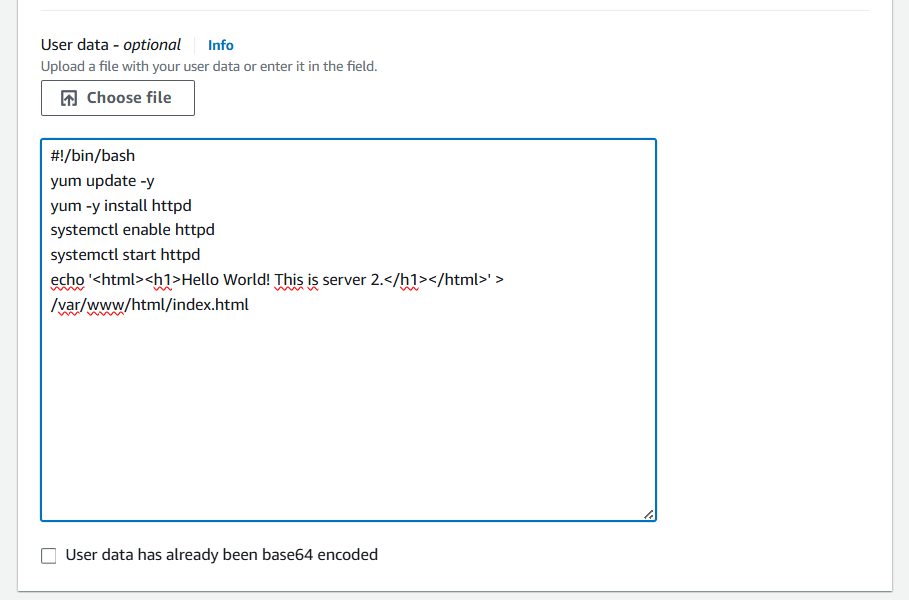 User data - optional Info
Upload a file with your user data or enter it in the field.
Choose file
#!/bin/bash
yum update -y
yum -y install httpd
systemctl enable httpd
systemctl start httpd
echo '<html><h1>Hello World! This is server 2.</h1></html>' >
/var/www/html/index.html
User data has already been base64 encoded